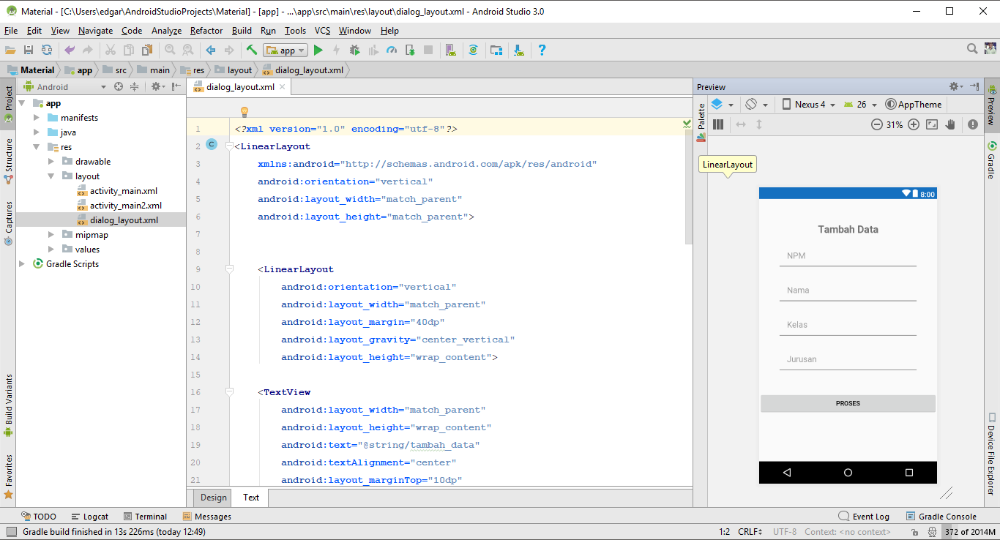 Material - [C:\Users\edgar\AndroidStudioProjects\Material] - [app] - ...\app\src\main\res\layout\dialog_layout.xml - Android Studio 3.0
File Edit View Navigate Code Analyze Refactor Build Run Tools VCS Window Help
app
Material app src main res layout dialog_layout.xml
Project
Structure
Captures
Build Variants
Favorites
Android
app
manifests
java
res
drawable
layout
activity_main.xml
activity_main2.xml
dialog_layout.xml
mipmap
values
Gradle Scripts
dialog_layout.xml
1 <?xml version="1.0" encoding="utf-8"?>
2 C <LinearLayout
3 xmlns:android="http://schemas.android.com/apk/res/android"
4 android:orientation="vertical"
5 android:layout_width="match_parent"
6 android:layout_height="match_parent">
7
8
9 <LinearLayout
10 android:orientation="vertical"
11 android:layout_width="match_parent"
12 android:layout_margin="40dp"
13 android:layout_gravity="center_vertical"
14 android:layout_height="wrap_content">
15
16 <TextView
17 android:layout_width="match_parent"
18 android:layout_height="wrap_content"
19 android:text="@string/tambah_data"
20 android:textAlignment="center"
21 android:layout_marginTop="10dp"
Design Text
Preview
Palette
Nexus 4 26 AppTheme
31%
LinearLayout
8:00
Tambah Data
NPM
Nama
Kelas
Jurusan
PROSES
Preview
Gradle
Device File Explorer
TODO Logcat Terminal Messages Event Log Gradle Console
Gradle build finished in 13s 226ms (today 12:49) 1:2 CRLF UTF-8 Context: <no context> 372 of 2014M